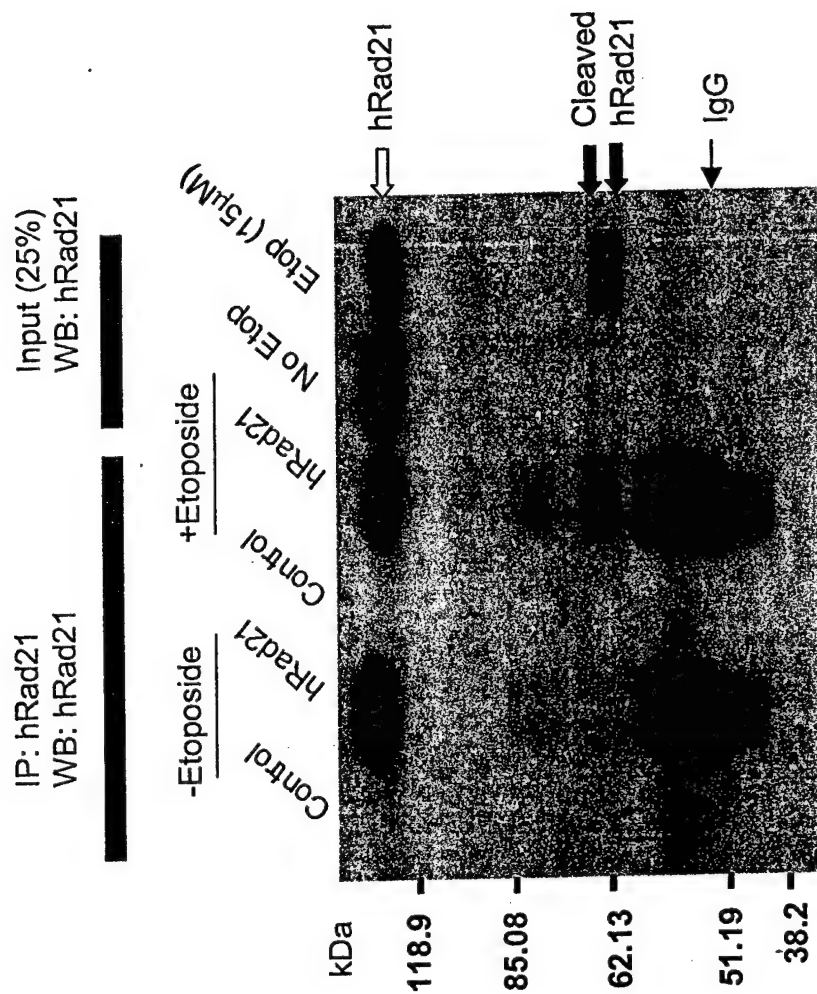 IP: hRad21
WB: hRad21
Input (25%)
WB: hRad21
-Etoposide
+Etoposide
Control
hRad21
Control
hRad21
No Etop
Etop (15µM)
kDa
118.9
85.08
62.13
51.19
38.2
hRad21
Cleaved
hRad21
IgG